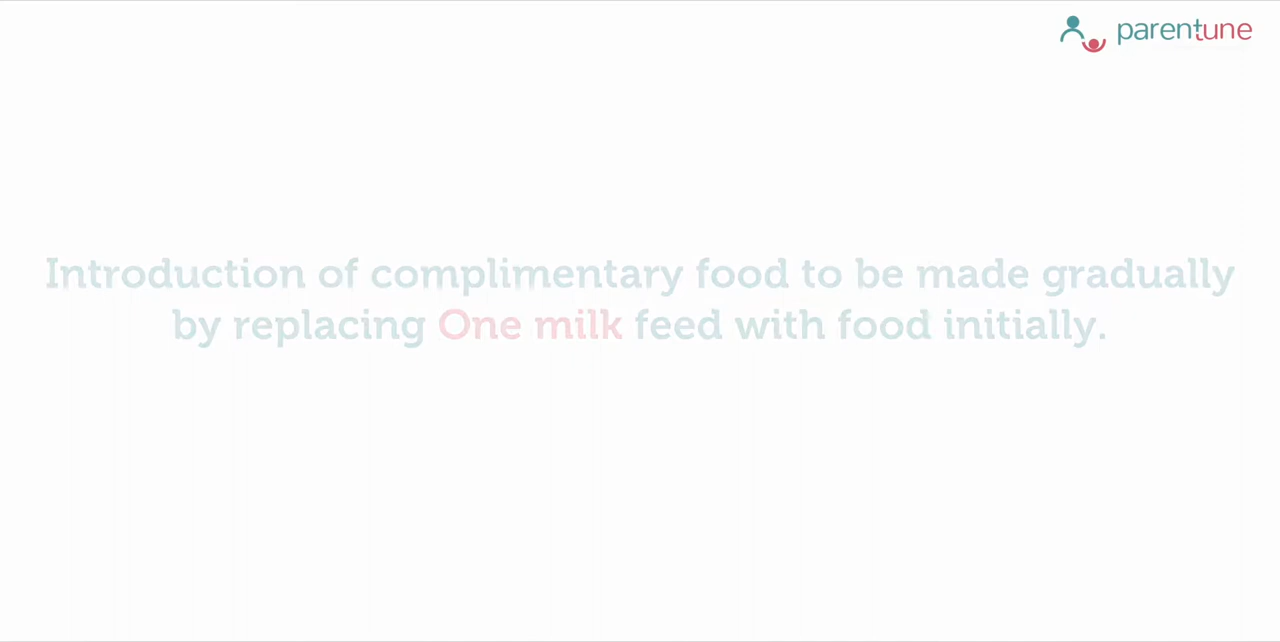 parentune
Introduction of complimentary food to be made gradually
by replacing One milk feed with food initially.